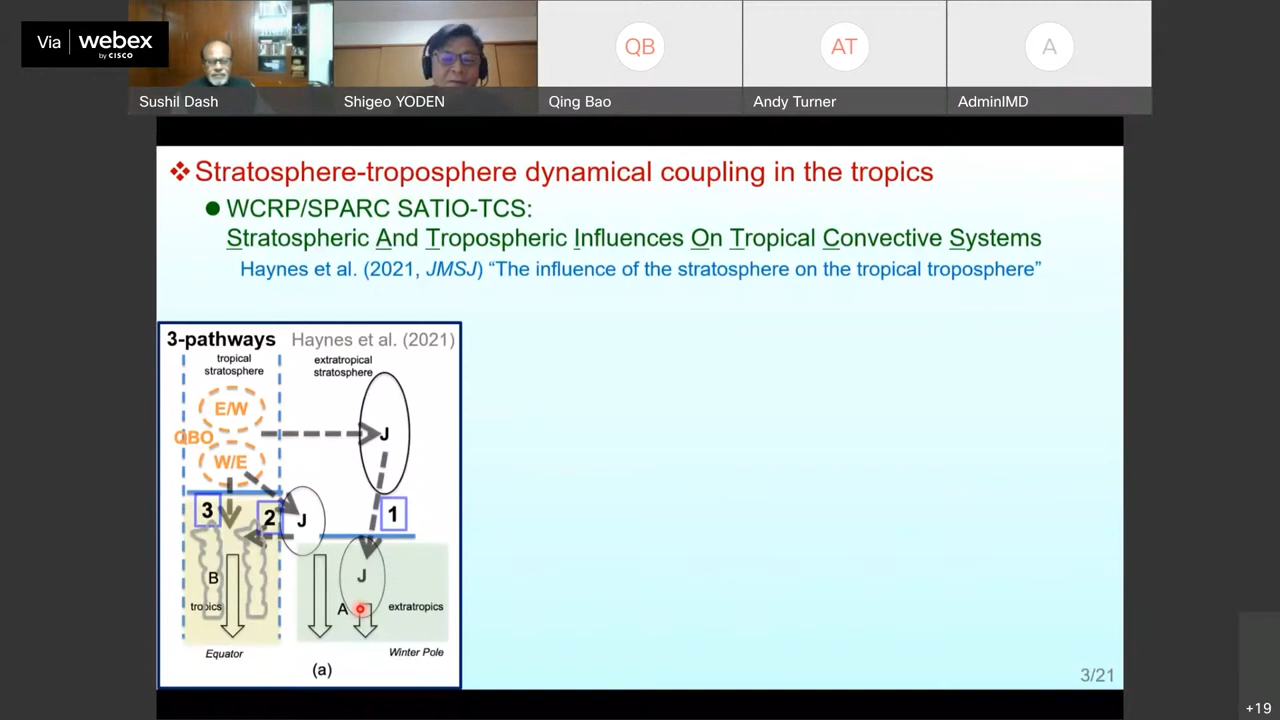 Via webex
by CISCO
QB
AT
A
Sushil Dash
Shigeo YODEN
Qing Bao
Andy Turner
AdminIMD
❖ Stratosphere-troposphere dynamical coupling in the tropics
● WCRP/SPARC SATIO-TCS:
Stratospheric And Tropospheric Influences On Tropical Convective Systems
Haynes et al. (2021, JMSJ) “The influence of the stratosphere on the tropical troposphere”
3-pathways Haynes et al. (2021)
tropical
stratosphere
extratropical
stratosphere
E/W
QBO
J
W/E
3
2
J
1
B
J
tropics
A
extratropics
Equator
Winter Pole
(a)
3/21
+19